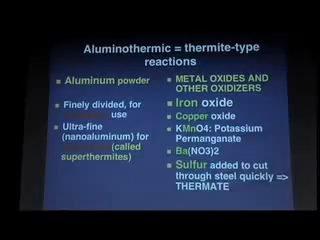 Aluminothermic = thermite-type
reactions
Aluminum powder
Finely divided, for
use
Ultra-fine
(nanoaluminum) for
(called
superthermites)
METAL OXIDES AND
OTHER OXIDIZERS
Iron oxide
Copper oxide
KMnO4: Potassium
Permanganate
Ba(NO3)2
Sulfur added to cut
through steel quickly =>
THERMATE